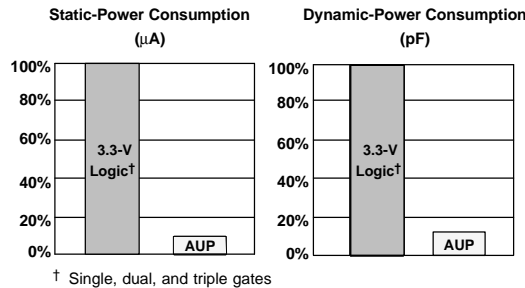 Static-Power Consumption
(μA)
100%
80%
60%
40%
20%
0%
3.3-V
Logic†
AUP
Dynamic-Power Consumption
(pF)
100%
80%
60%
40%
20%
0%
3.3-V
Logic†
AUP
† Single, dual, and triple gates